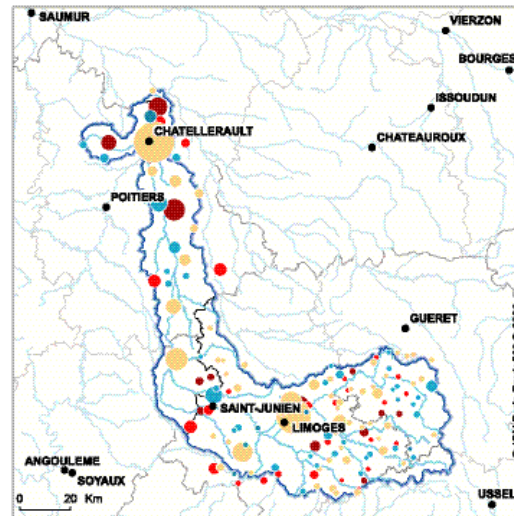 SAUMUR
VIERZON
BOURGES
ISSOUDUN
CHATELLERAULT
CHATEAUROUX
POITIERS
GUERET
SAINT-JUNIEN
LIMOGES
ANGOULEME
SOYAUX
0 20 Km
USSEL